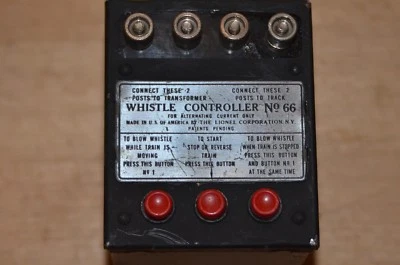 CONNECT THESE 2 CONNECT THESE 2
POSTS TO TRANSFORMER POSTS TO TRACK
WHISTLE CONTROLLER No 66
FOR ALTERNATING CURRENT ONLY
MADE IN U.S. OF AMERICA BY THE LIONEL CORPORATION, N.Y.
PATENTS PENDING
TO BLOW WHISTLE
WHILE TRAIN IS
MOVING
PRESS THIS BUTTON
Nº 1
TO START
STOP OR REVERSE
TRAIN
PRESS THIS BUTTON
TO BLOW WHISTLE
WHEN TRAIN IS STOPPED
PRESS THIS BUTTON
AND BUTTON Nº 1
AT THE SAME TIME